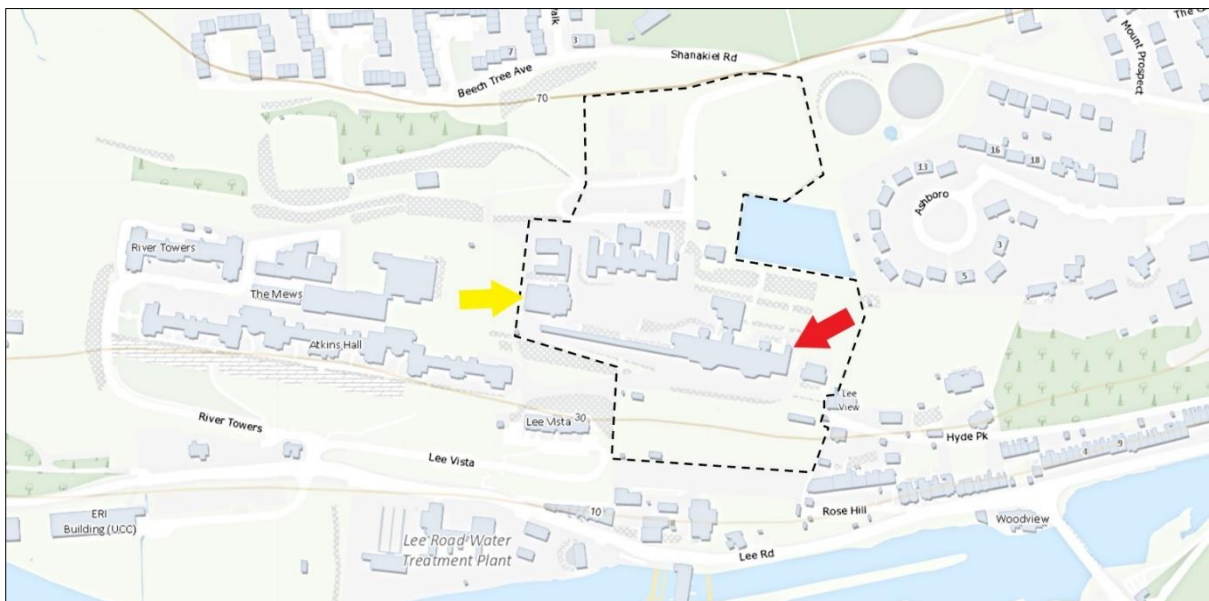 Shanakiel Rd
Beech Tree Ave
7
3
70
Mount Prospect
16
18
13
Ashboro
3
5
River Towers
The Mews
Atkins Hall
Lee View
Hyde Pk
30
Lee Vista
River Towers
Lee Vista
9
4
10
Rose Hill
ERI
Building (UCC)
Woodview
Lee Road Water
Treatment Plant
Lee Rd